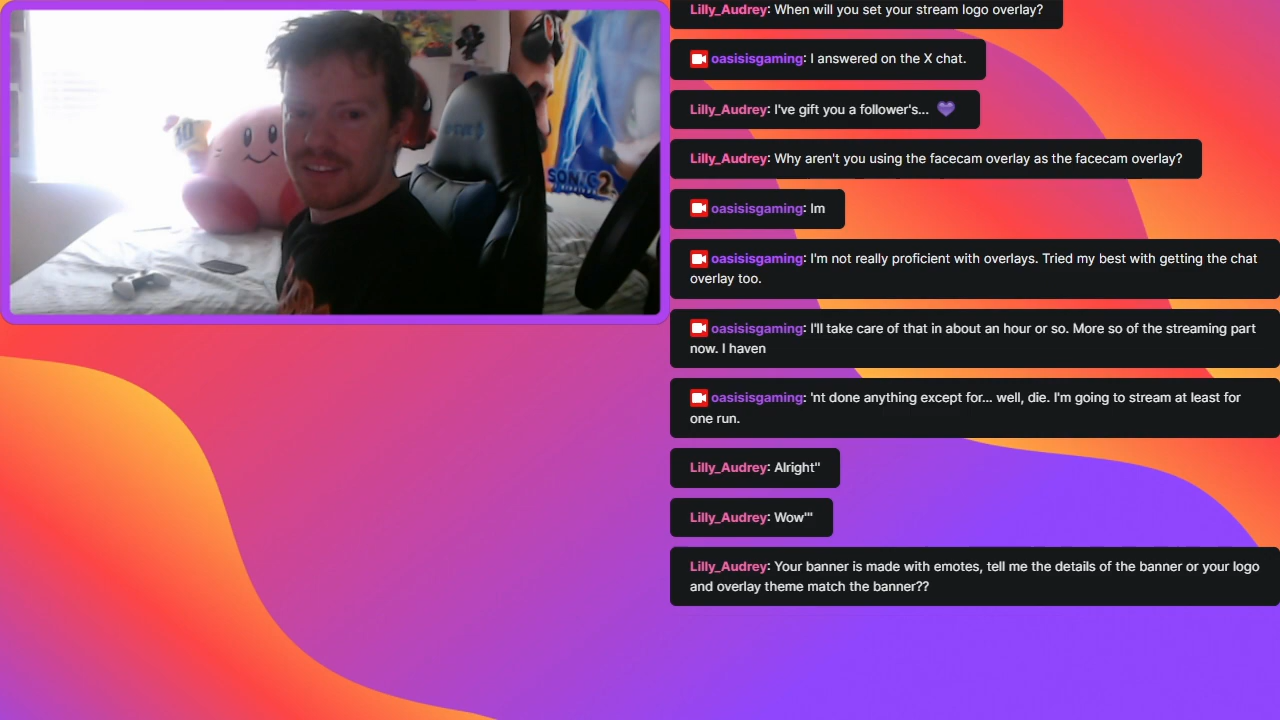 Lilly_Audrey: When will you set your stream logo overlay?
oasisisgaming: I answered on the X chat.
Lilly_Audrey: I've gift you a follower's...
Lilly_Audrey: Why aren't you using the facecam overlay as the facecam overlay?
oasisisgaming: Im
oasisisgaming: I'm not really proficient with overlays. Tried my best with getting the chat
overlay too.
oasisisgaming: I'll take care of that in about an hour or so. More so of the streaming part
now. I haven
oasisisgaming: 'nt done anything except for... well, die. I'm going to stream at least for
one run.
Lilly_Audrey: Alright"
Lilly_Audrey: Wow'"
Lilly_Audrey: Your banner is made with emotes, tell me the details of the banner or your logo
and overlay theme match the banner??
SONIC 2